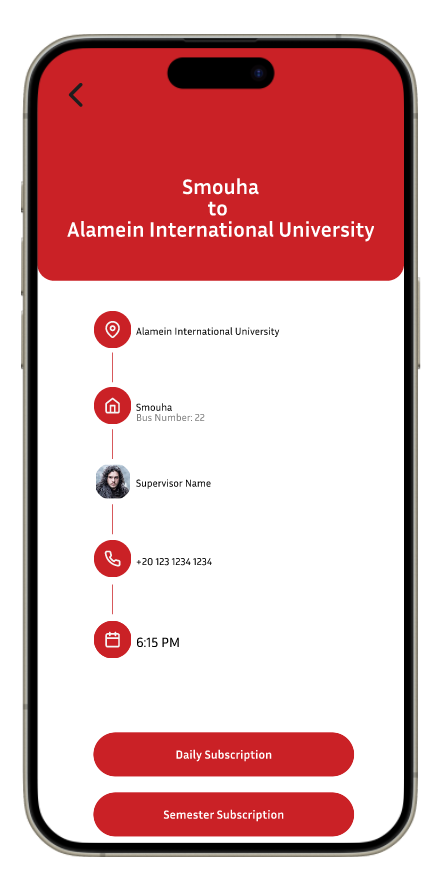 Smouha
to
Alamein International University
Alamein International University
Smouha
Bus Number: 22
Supervisor Name
+20 123 1234 1234
6:15 PM
Daily Subscription
Semester Subscription